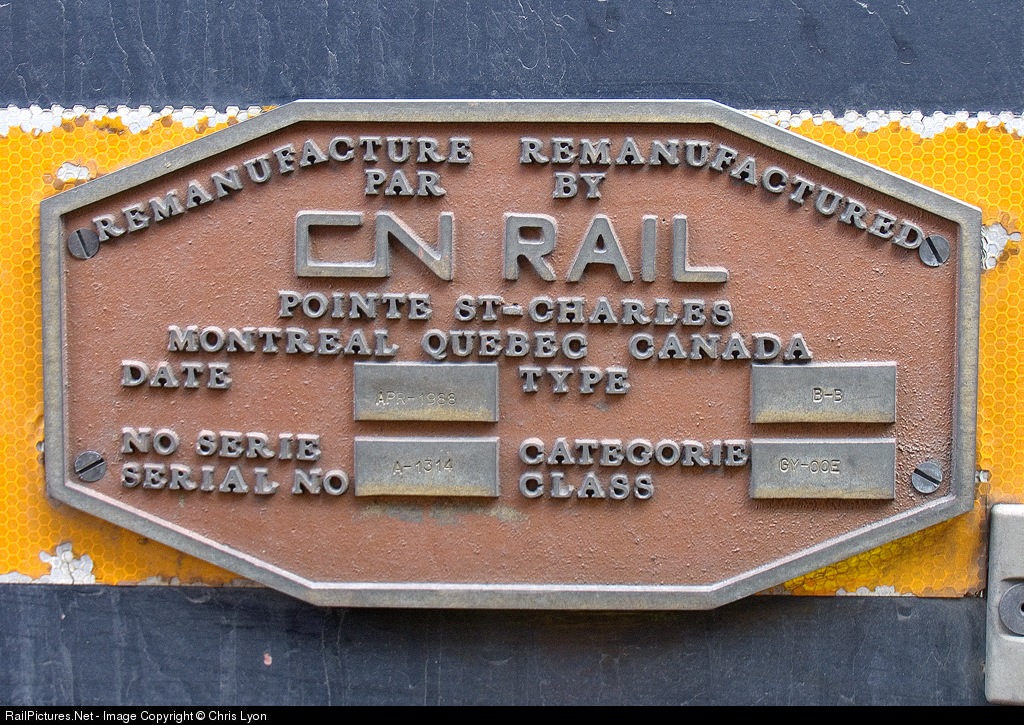 REMANUFACTURE REMANUFACTURED
PAR BY
CN RAIL
POINTE ST-CHARLES
MONTREAL QUEBEC CANADA
DATE APR-1988 TYPE B-B
NO SERIE CATEGORIE
SERIAL NO A-1314 CLASS GY-00E
RailPictures.Net - Image Copyright © Chris Lyon